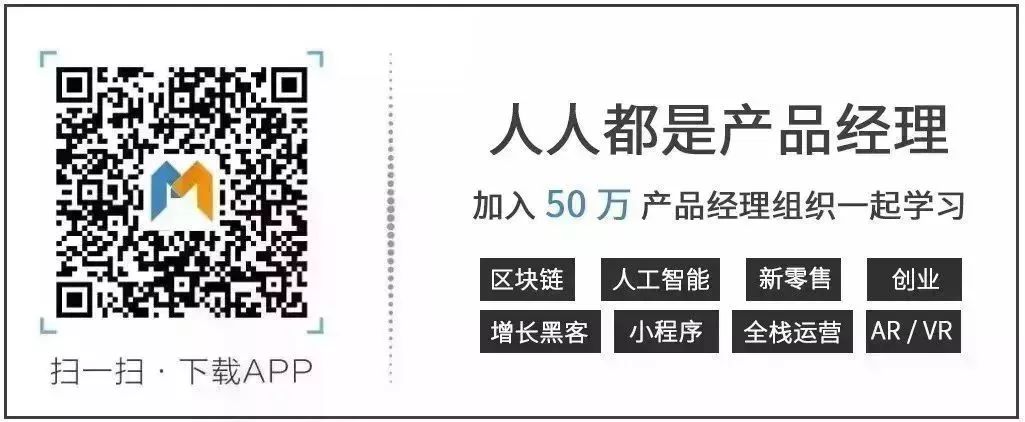 人人都是产品经理
加入 50 万 产品经理组织一起学习
区块链 人工智能 新零售 创业
增长黑客 小程序 全栈运营 AR / VR
扫一扫 · 下载APP